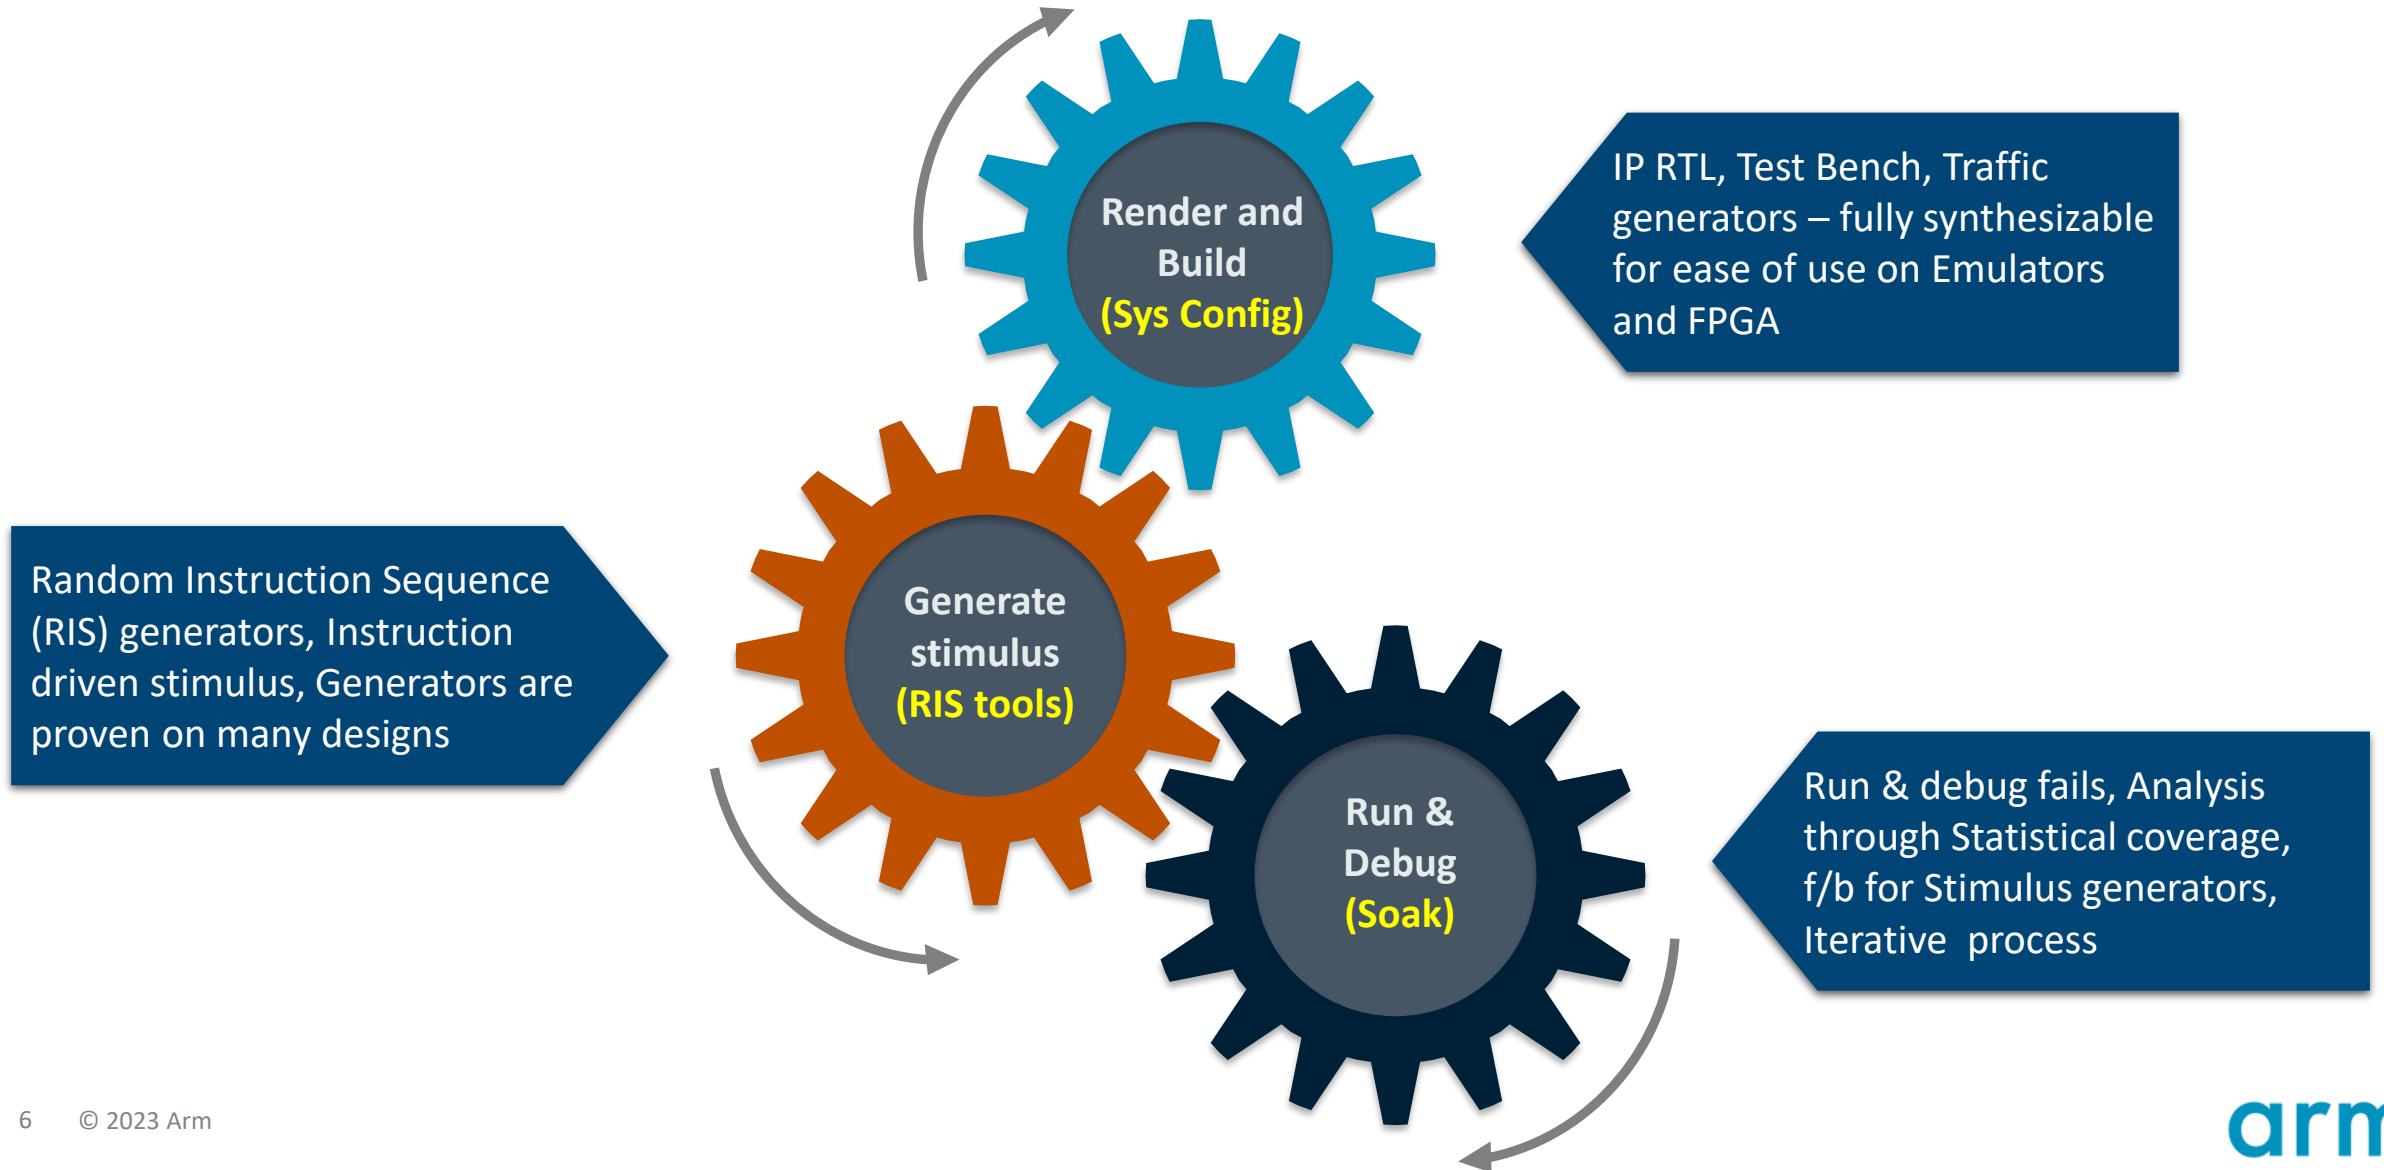 Render and
Build
(Sys Config)
IP RTL, Test Bench, Traffic
generators – fully synthesizable
for ease of use on Emulators
and FPGA
Random Instruction Sequence
(RIS) generators, Instruction
driven stimulus, Generators are
proven on many designs
Generate
stimulus
(RIS tools)
Run &
Debug
(Soak)
Run & debug fails, Analysis
through Statistical coverage,
f/b for Stimulus generators,
Iterative  process
6 © 2023 Arm
arm